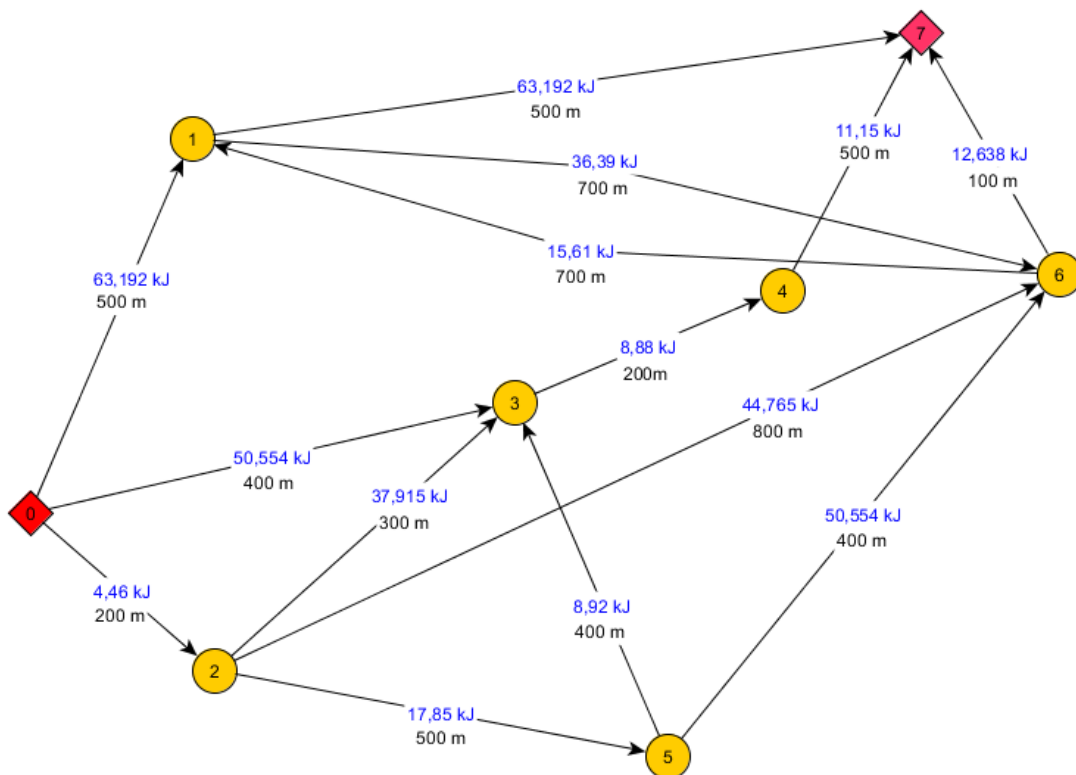 7
63,192 kJ
500 m
1
11,15 kJ
500 m
36,39 kJ
700 m
12,638 kJ
100 m
15,61 kJ
700 m
63,192 kJ
500 m
4
6
8,88 kJ
200m
3
44,765 kJ
800 m
50,554 kJ
400 m
37,915 kJ
300 m
0
50,554 kJ
400 m
4,46 kJ
200 m
8,92 kJ
400 m
2
17,85 kJ
500 m
5